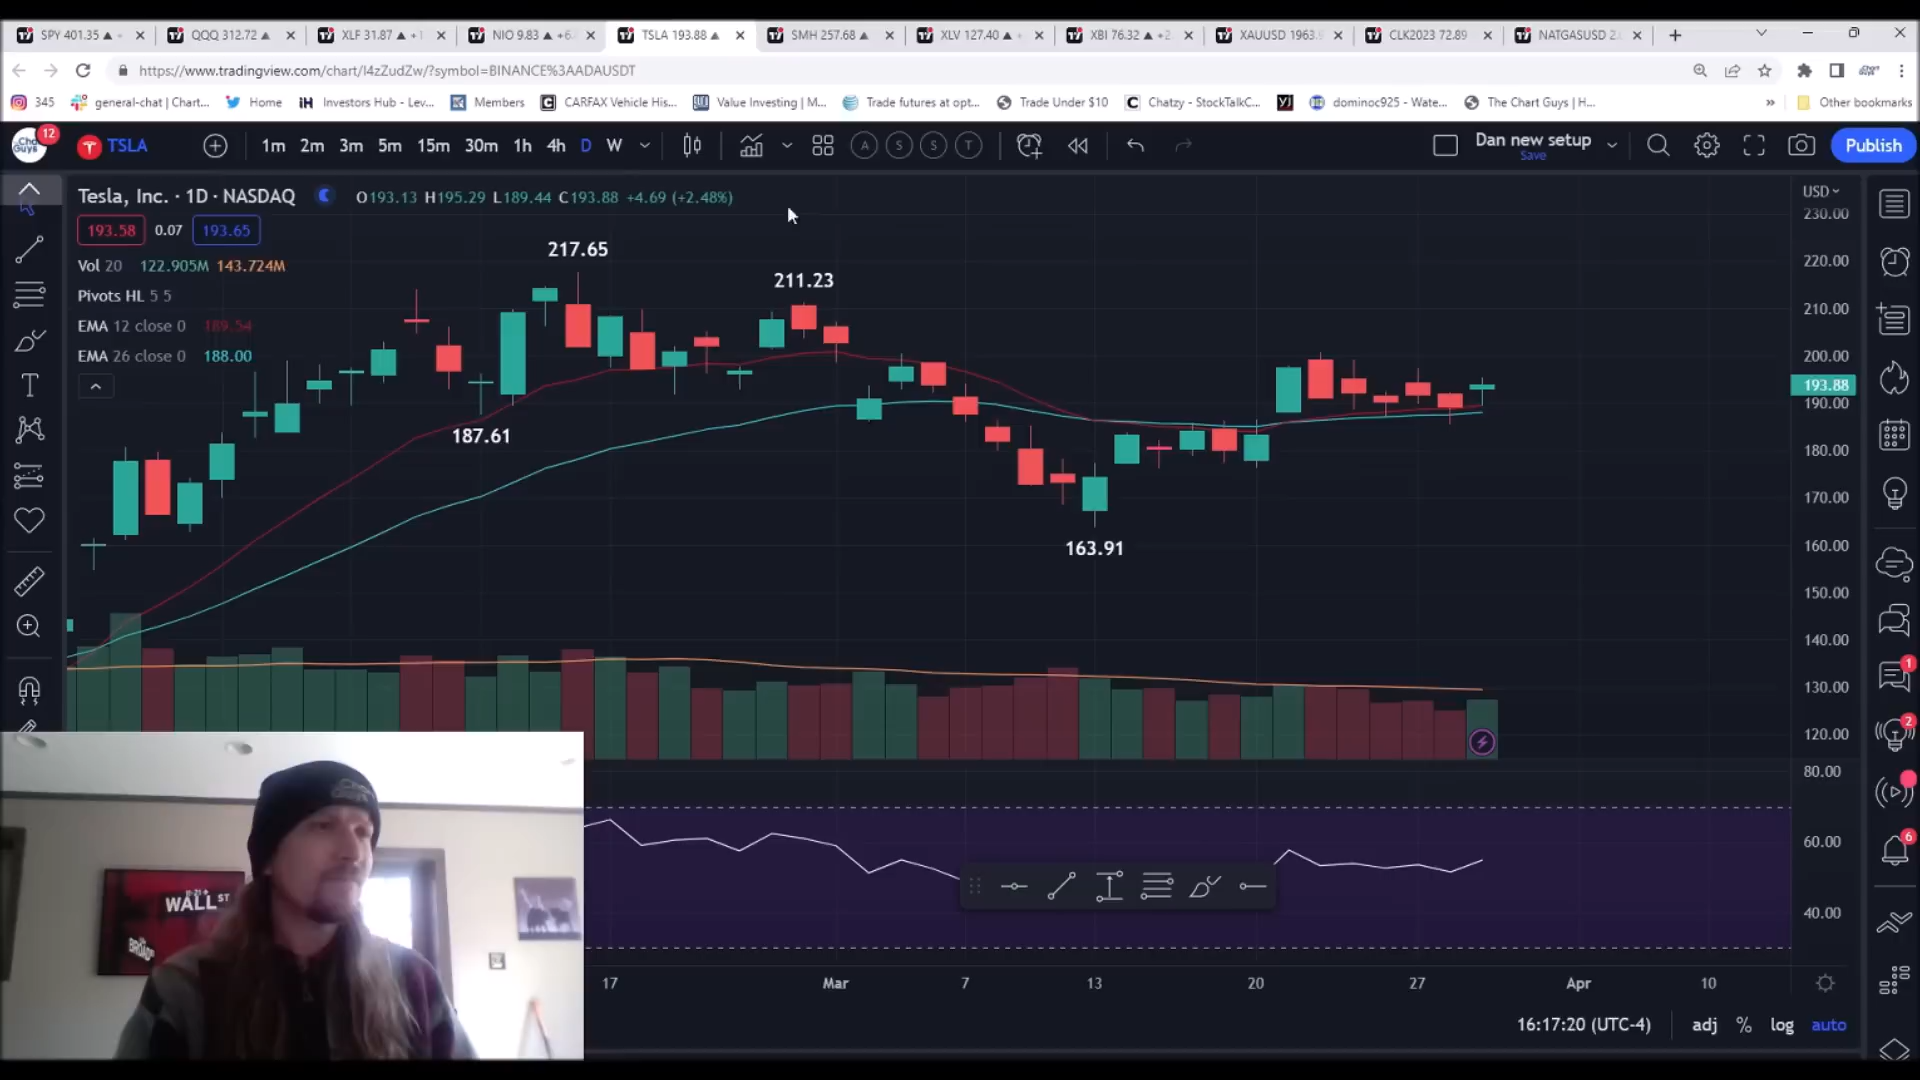 SPY 401.35
QQQ 312.72
XLF 31.87
NIO 9.83
TSLA 193.88
SMH 257.68
XLV 127.40
XBI 76.32
XAUUSD 1963.
CLK2023 72.89
NATGASUSD 2.
https://www.tradingview.com/chart/I4zZudZw/?symbol=BINANCE%3AADAUSDT
345
general-chat | Chart...
Home
Investors Hub - Lev...
Members
CARFAX Vehicle His...
Value Investing | M...
Trade futures at opt...
Trade Under $10
Chatzy - StockTalkC...
dominoc925 - Wate...
The Chart Guys | H...
»
Other bookmarks
12
TSLA
1m 2m 3m 5m 15m 30m 1h 4h D W
A S S T
Dan new setup
Save
Publish
Tesla, Inc. · 1D · NASDAQ
O193.13 H195.29 L189.44 C193.88 +4.69 (+2.48%)
USD
193.58 0.07 193.65
Vol 20 122.905M 143.724M
Pivots HL 5 5
EMA 12 close 0 189.54
EMA 26 close 0 188.00
217.65
211.23
187.61
163.91
230.00
220.00
210.00
200.00
193.88
190.00
180.00
170.00
160.00
150.00
140.00
130.00
120.00
80.00
60.00
40.00
1
2
6
WALL ST
17 Mar 7 13 20 27 Apr 10
16:17:20 (UTC-4)
adj % log auto